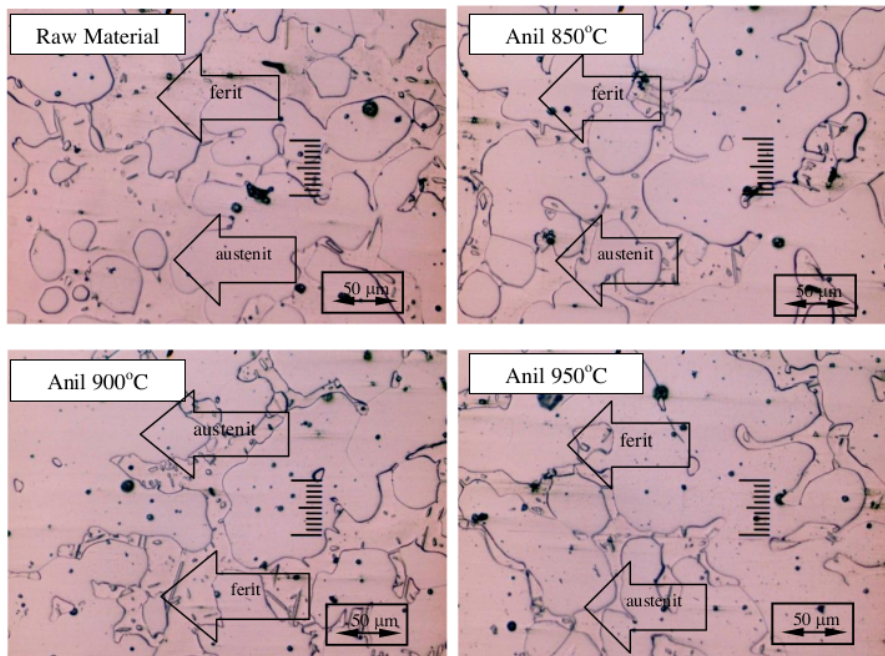 Raw Material
ferit
austenit
50 μm
Anil 850°C
ferit
austenit
50 μm
Anil 900°C
austenit
ferit
50 μm
Anil 950°C
ferit
austenit
50 μm